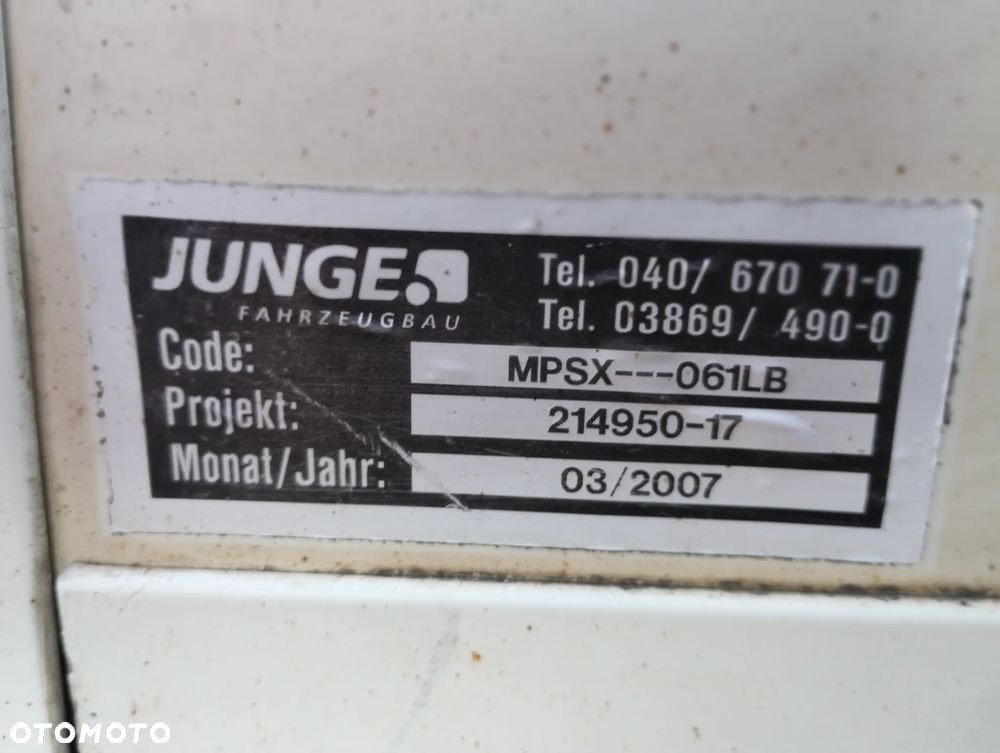 JUNGE
FAHRZEUGBAU
Tel. 040/ 670 71-0
Tel. 03869/ 490-0
Code: MPSX---061LB
Projekt: 214950-17
Monat/Jahr: 03/2007
OTOMOTO